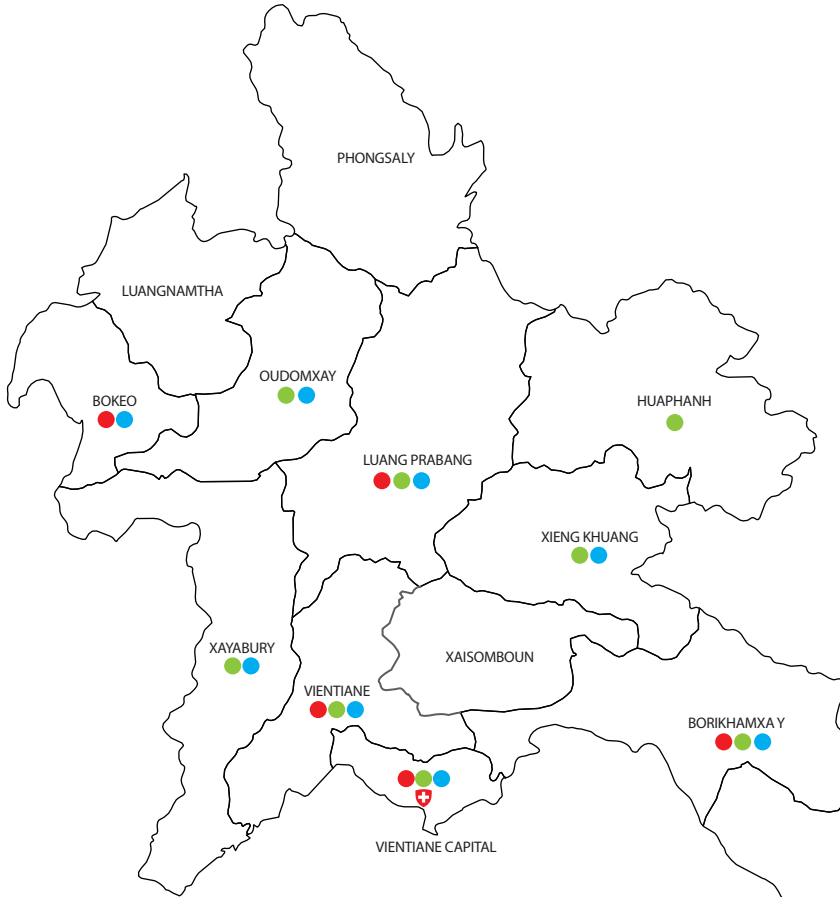 PHONGSALY
LUANGNAMTHA
OUDOMXAY
BOKEO
HUAPHANH
LUANG PRABANG
XIENG KHUANG
XAYABURY
XAISOMBOUN
VIENTIANE
BORIKHAMXA Y
VIENTIANE CAPITAL